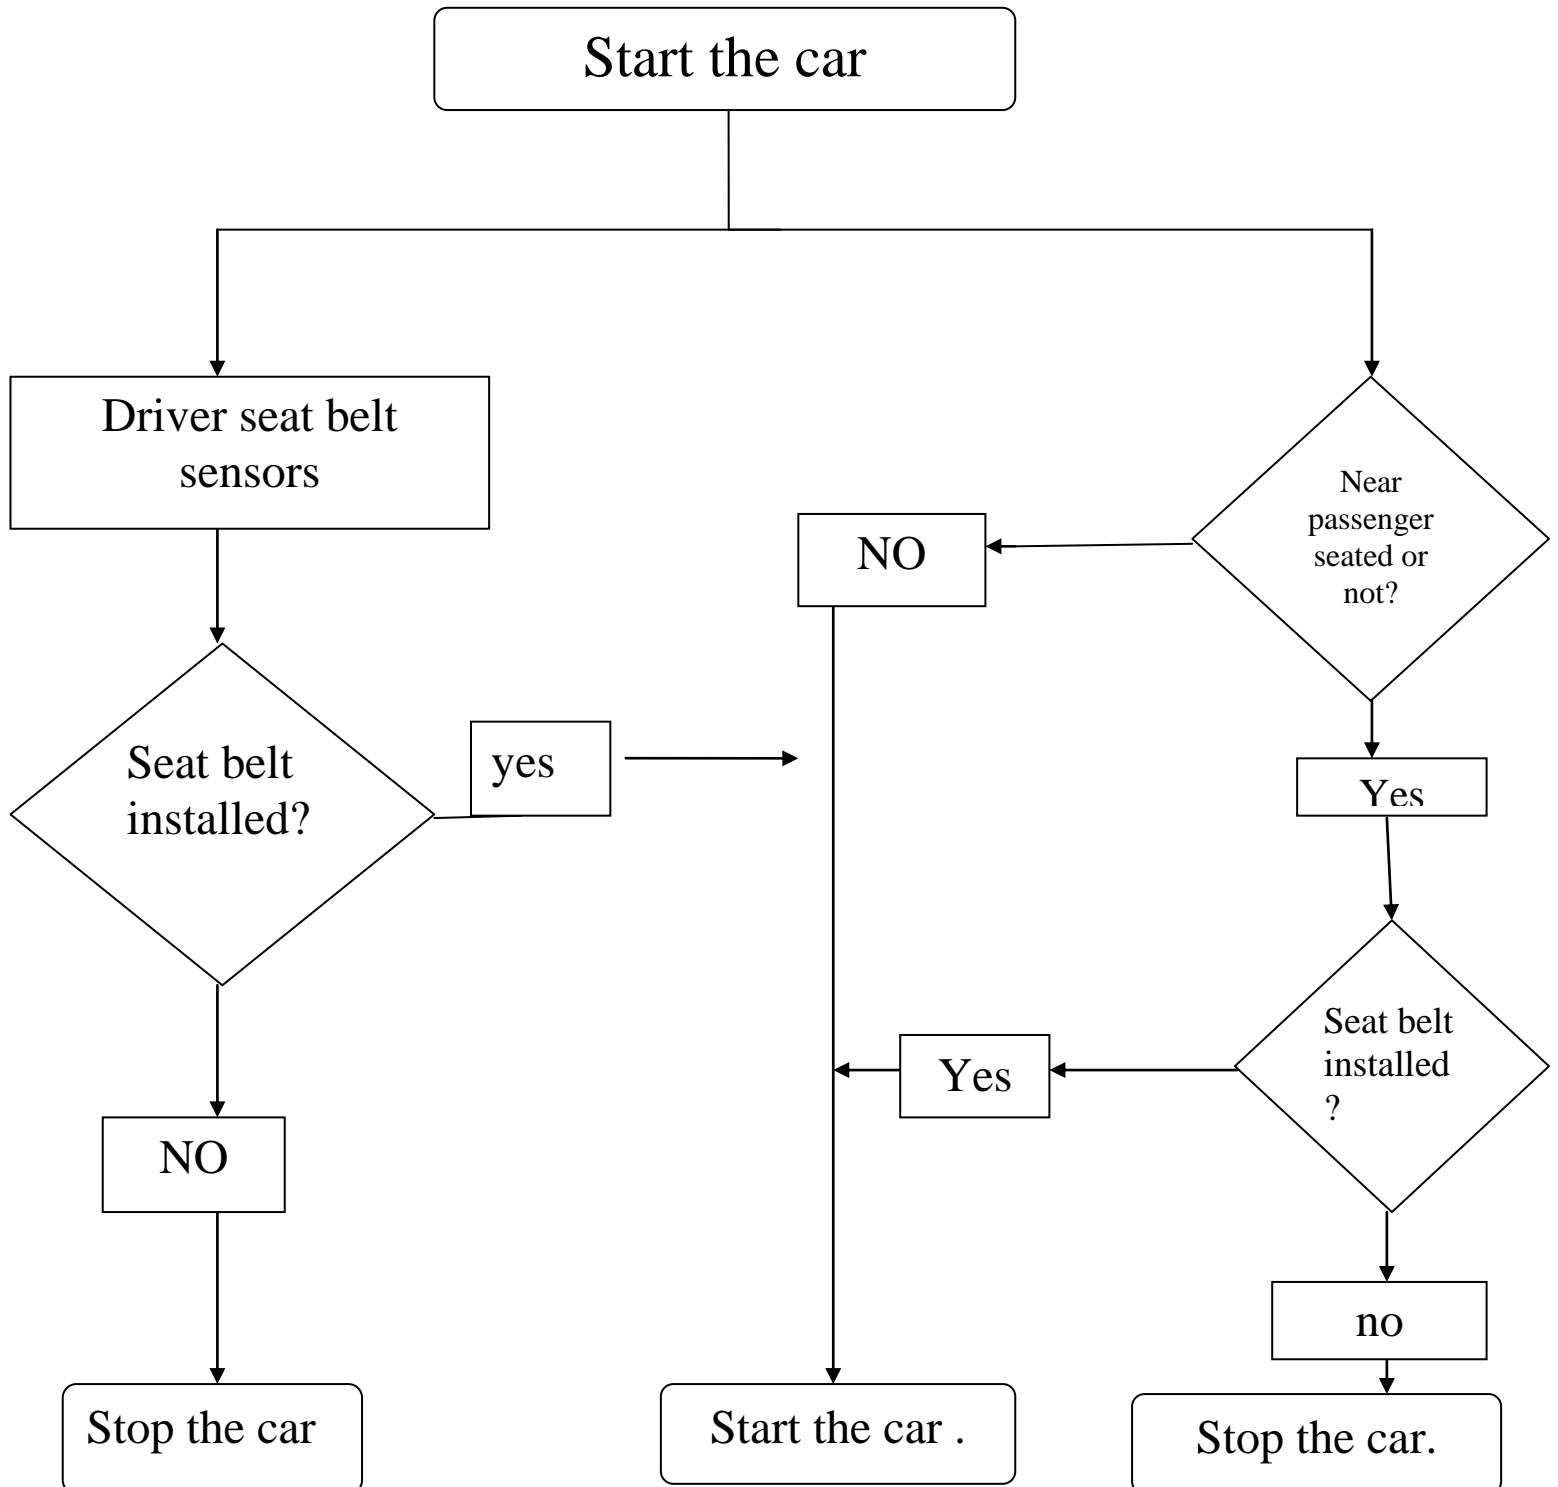 Start the car
Driver seat belt
sensors
Near
passenger
seated or
not?
NO
Seat belt
installed?
yes
Yes
Seat belt
installed
?
Yes
NO
no
Stop the car
Start the car .
Stop the car.